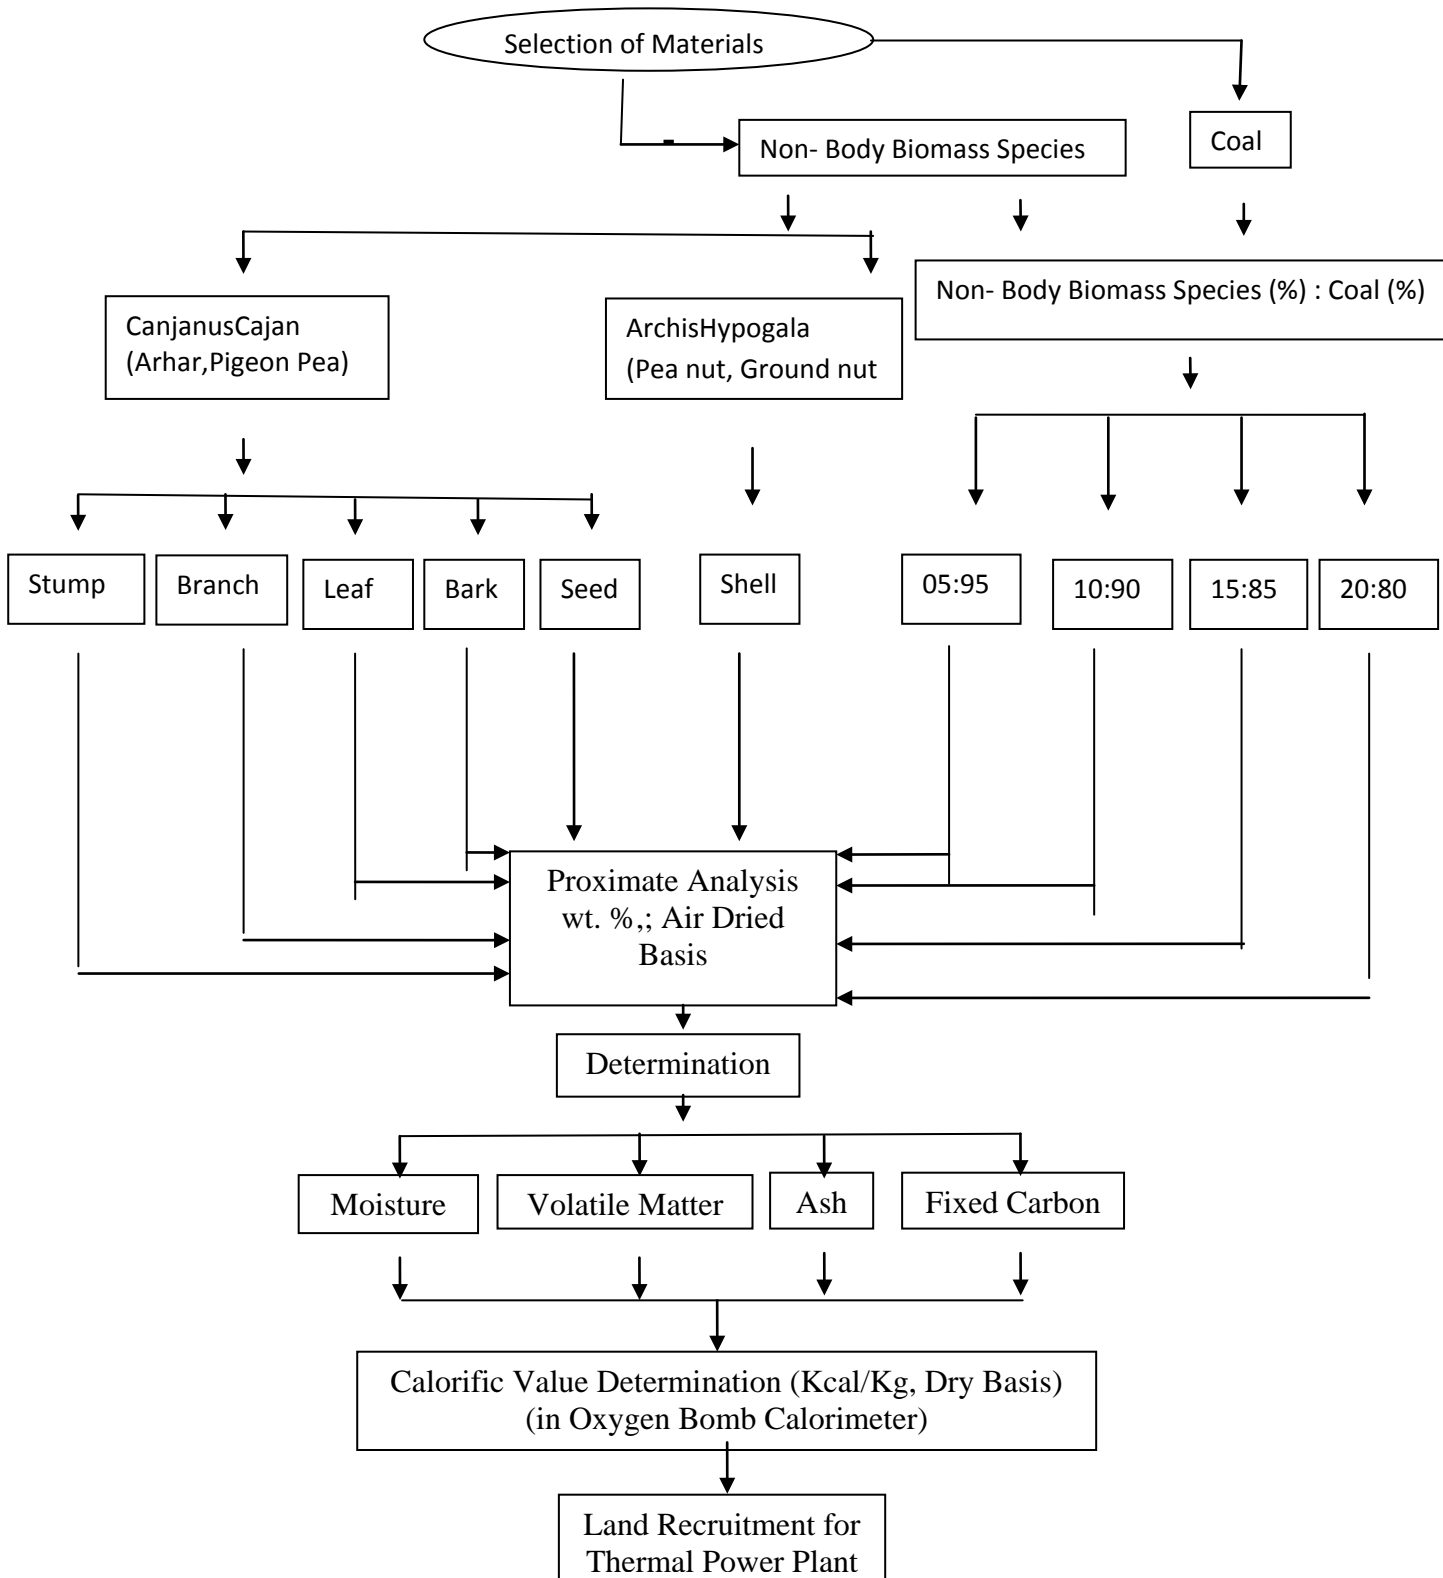 Selection of Materials
Non- Body Biomass Species
Coal
Non- Body Biomass Species (%) : Coal (%)
CanjanusCajan
(Arhar,Pigeon Pea)
ArchisHypogala
(Pea nut, Ground nut
Stump
Branch
Leaf
Bark
Seed
Shell
05:95
10:90
15:85
20:80
Proximate Analysis
wt. %,; Air Dried
Basis
Determination
Moisture
Volatile Matter
Ash
Fixed Carbon
Calorific Value Determination (Kcal/Kg, Dry Basis)
(in Oxygen Bomb Calorimeter)
Land Recruitment for
Thermal Power Plant